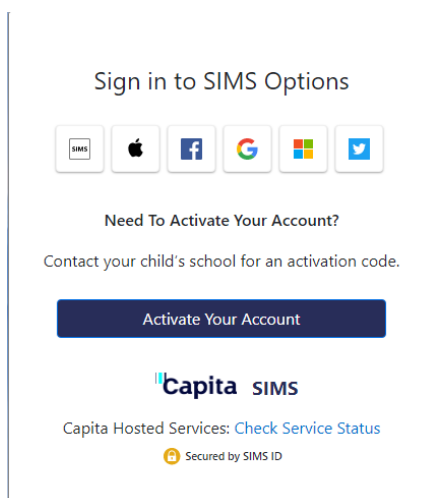 Sign in to SIMS Options
SIMS
Need To Activate Your Account?
Contact your child's school for an activation code.
Activate Your Account
Capita SIMS
Capita Hosted Services: Check Service Status
Secured by SIMS ID